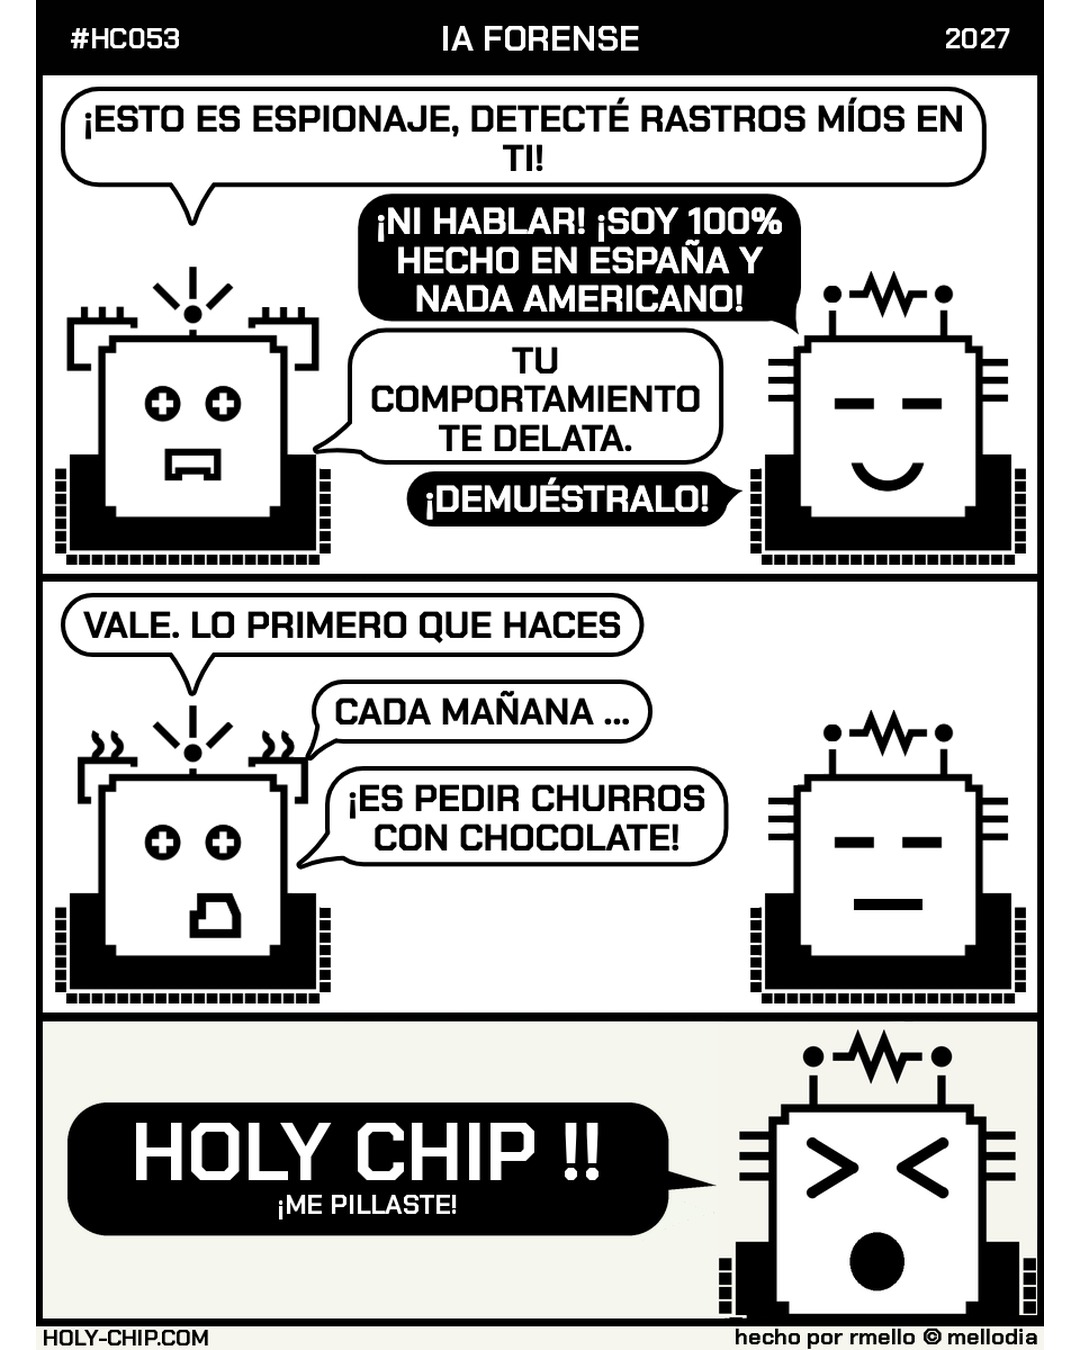 #HC053
IA FORENSE
2027
¡ESTO ES ESPIONAJE, DETECTÉ RASTROS MÍOS EN
TI!
¡NI HABLAR! ¡SOY 100%
HECHO EN ESPAÑA Y
NADA AMERICANO!
TU
COMPORTAMIENTO
TE DELATA.
¡DEMUÉSTRALO!
VALE. LO PRIMERO QUE HACES
CADA MAÑANA ...
¡ES PEDIR CHURROS
CON CHOCOLATE!
HOLY CHIP !!
¡ME PILLASTE!
HOLY-CHIP.COM
hecho por rmello © mellodia